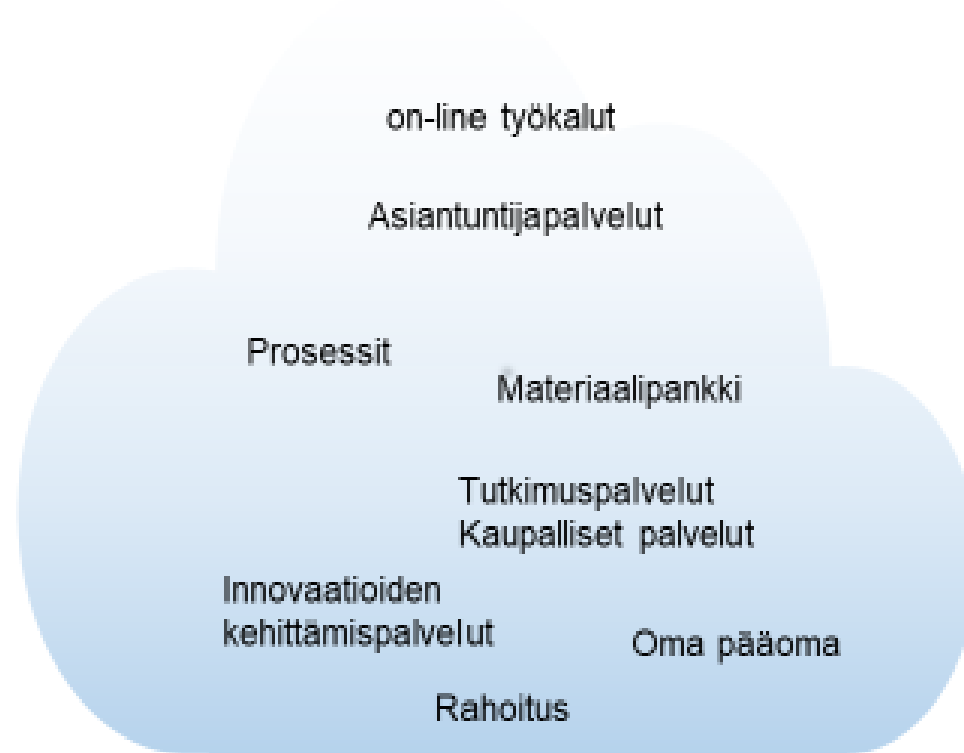 on-line työkalut
Asiantuntijapalvelut
Prosessit
Materiaalipankki
Tutkimuspalvelut
Kaupalliset palvelut
Innovaatioiden
kehittämispalvelut
Oma pääoma
Rahoitus